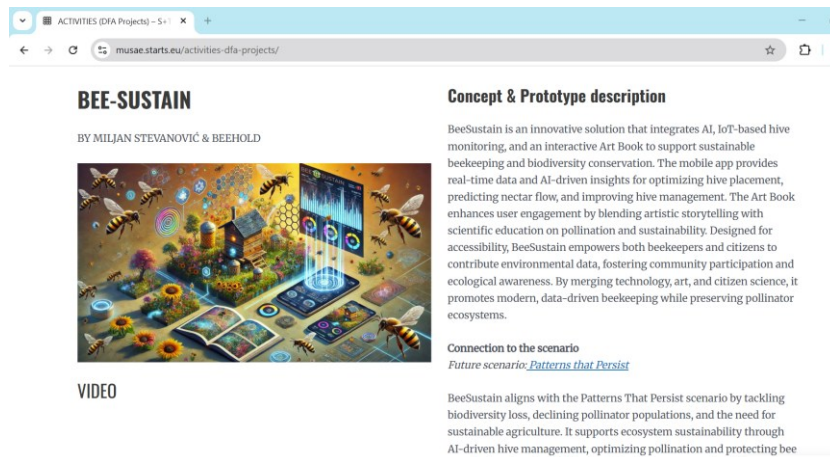 ACTIVITIES (DFA Projects) – S+T
musae.starts.eu/activities-dfa-projects/
BEE-SUSTAIN
BY MILJAN STEVANOVIĆ & BEEHOLD
VIDEO
Concept & Prototype description
BeeSustain is an innovative solution that integrates AI, IoT-based hive
monitoring, and an interactive Art Book to support sustainable
beekeeping and biodiversity conservation. The mobile app provides
real-time data and AI-driven insights for optimizing hive placement,
predicting nectar flow, and improving hive management. The Art Book
enhances user engagement by blending artistic storytelling with
scientific education on pollination and sustainability. Designed for
accessibility, BeeSustain empowers both beekeepers and citizens to
contribute environmental data, fostering community participation and
ecological awareness. By merging technology, art, and citizen science, it
promotes modern, data-driven beekeeping while preserving pollinator
ecosystems.
Connection to the scenario
Future scenario: Patterns that Persist
BeeSustain aligns with the Patterns That Persist scenario by tackling
biodiversity loss, declining pollinator populations, and the need for
sustainable agriculture. It supports ecosystem sustainability through
AI-driven hive management, optimizing pollination and protecting bee